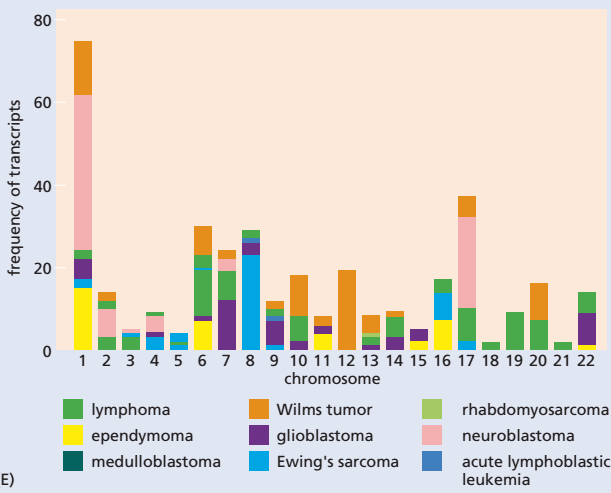 80
60
40
20
0
frequency of transcripts
1 2 3 4 5 6 7 8 9 10 11 12 13 14 15 16 17 18 19 20 21 22
chromosome
lymphoma Wilms tumor rhabdomyosarcoma
ependymoma glioblastoma neuroblastoma
medulloblastoma Ewing's sarcoma acute lymphoblastic
leukemia
E)